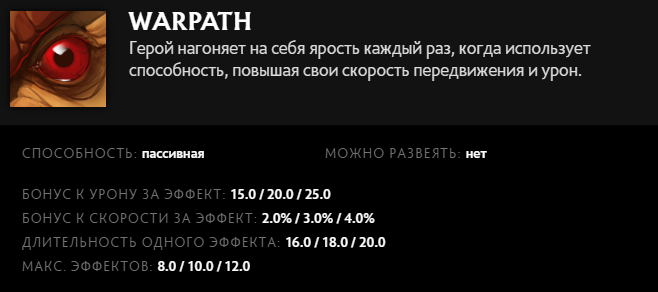 WARPATH
Герой нагоняет на себя ярость каждый раз, когда использует
способность, повышая свои скорость передвижения и урон.
СПОСОБНОСТЬ: пассивная МОЖНО РАЗВЕЯТЬ: нет
БОНУС К УРОНУ ЗА ЭФФЕКТ: 15.0 / 20.0 / 25.0
БОНУС К СКОРОСТИ ЗА ЭФФЕКТ: 2.0% / 3.0% / 4.0%
ДЛИТЕЛЬНОСТЬ ОДНОГО ЭФФЕКТА: 16.0 / 18.0 / 20.0
МАКС. ЭФФЕКТОВ: 8.0 / 10.0 / 12.0